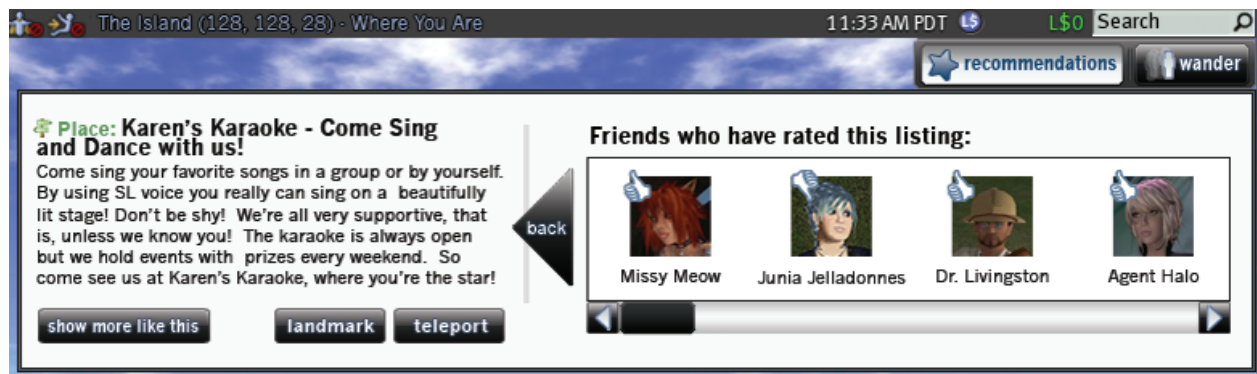 The Island (128, 128, 28) - Where You Are
11:33 AM PDT L$ L$0 Search
recommendations wander
Place: Karen's Karaoke - Come Sing
and Dance with us!
Come sing your favorite songs in a group or by yourself.
By using SL voice you really can sing on a beautifully
lit stage! Don't be shy! We're all very supportive, that
is, unless we know you! The karaoke is always open
but we hold events with prizes every weekend. So
come see us at Karen's Karaoke, where you're the star!
show more like this landmark teleport
back
Friends who have rated this listing:
Missy Meow Junia Jelladonnes Dr. Livingston Agent Halo